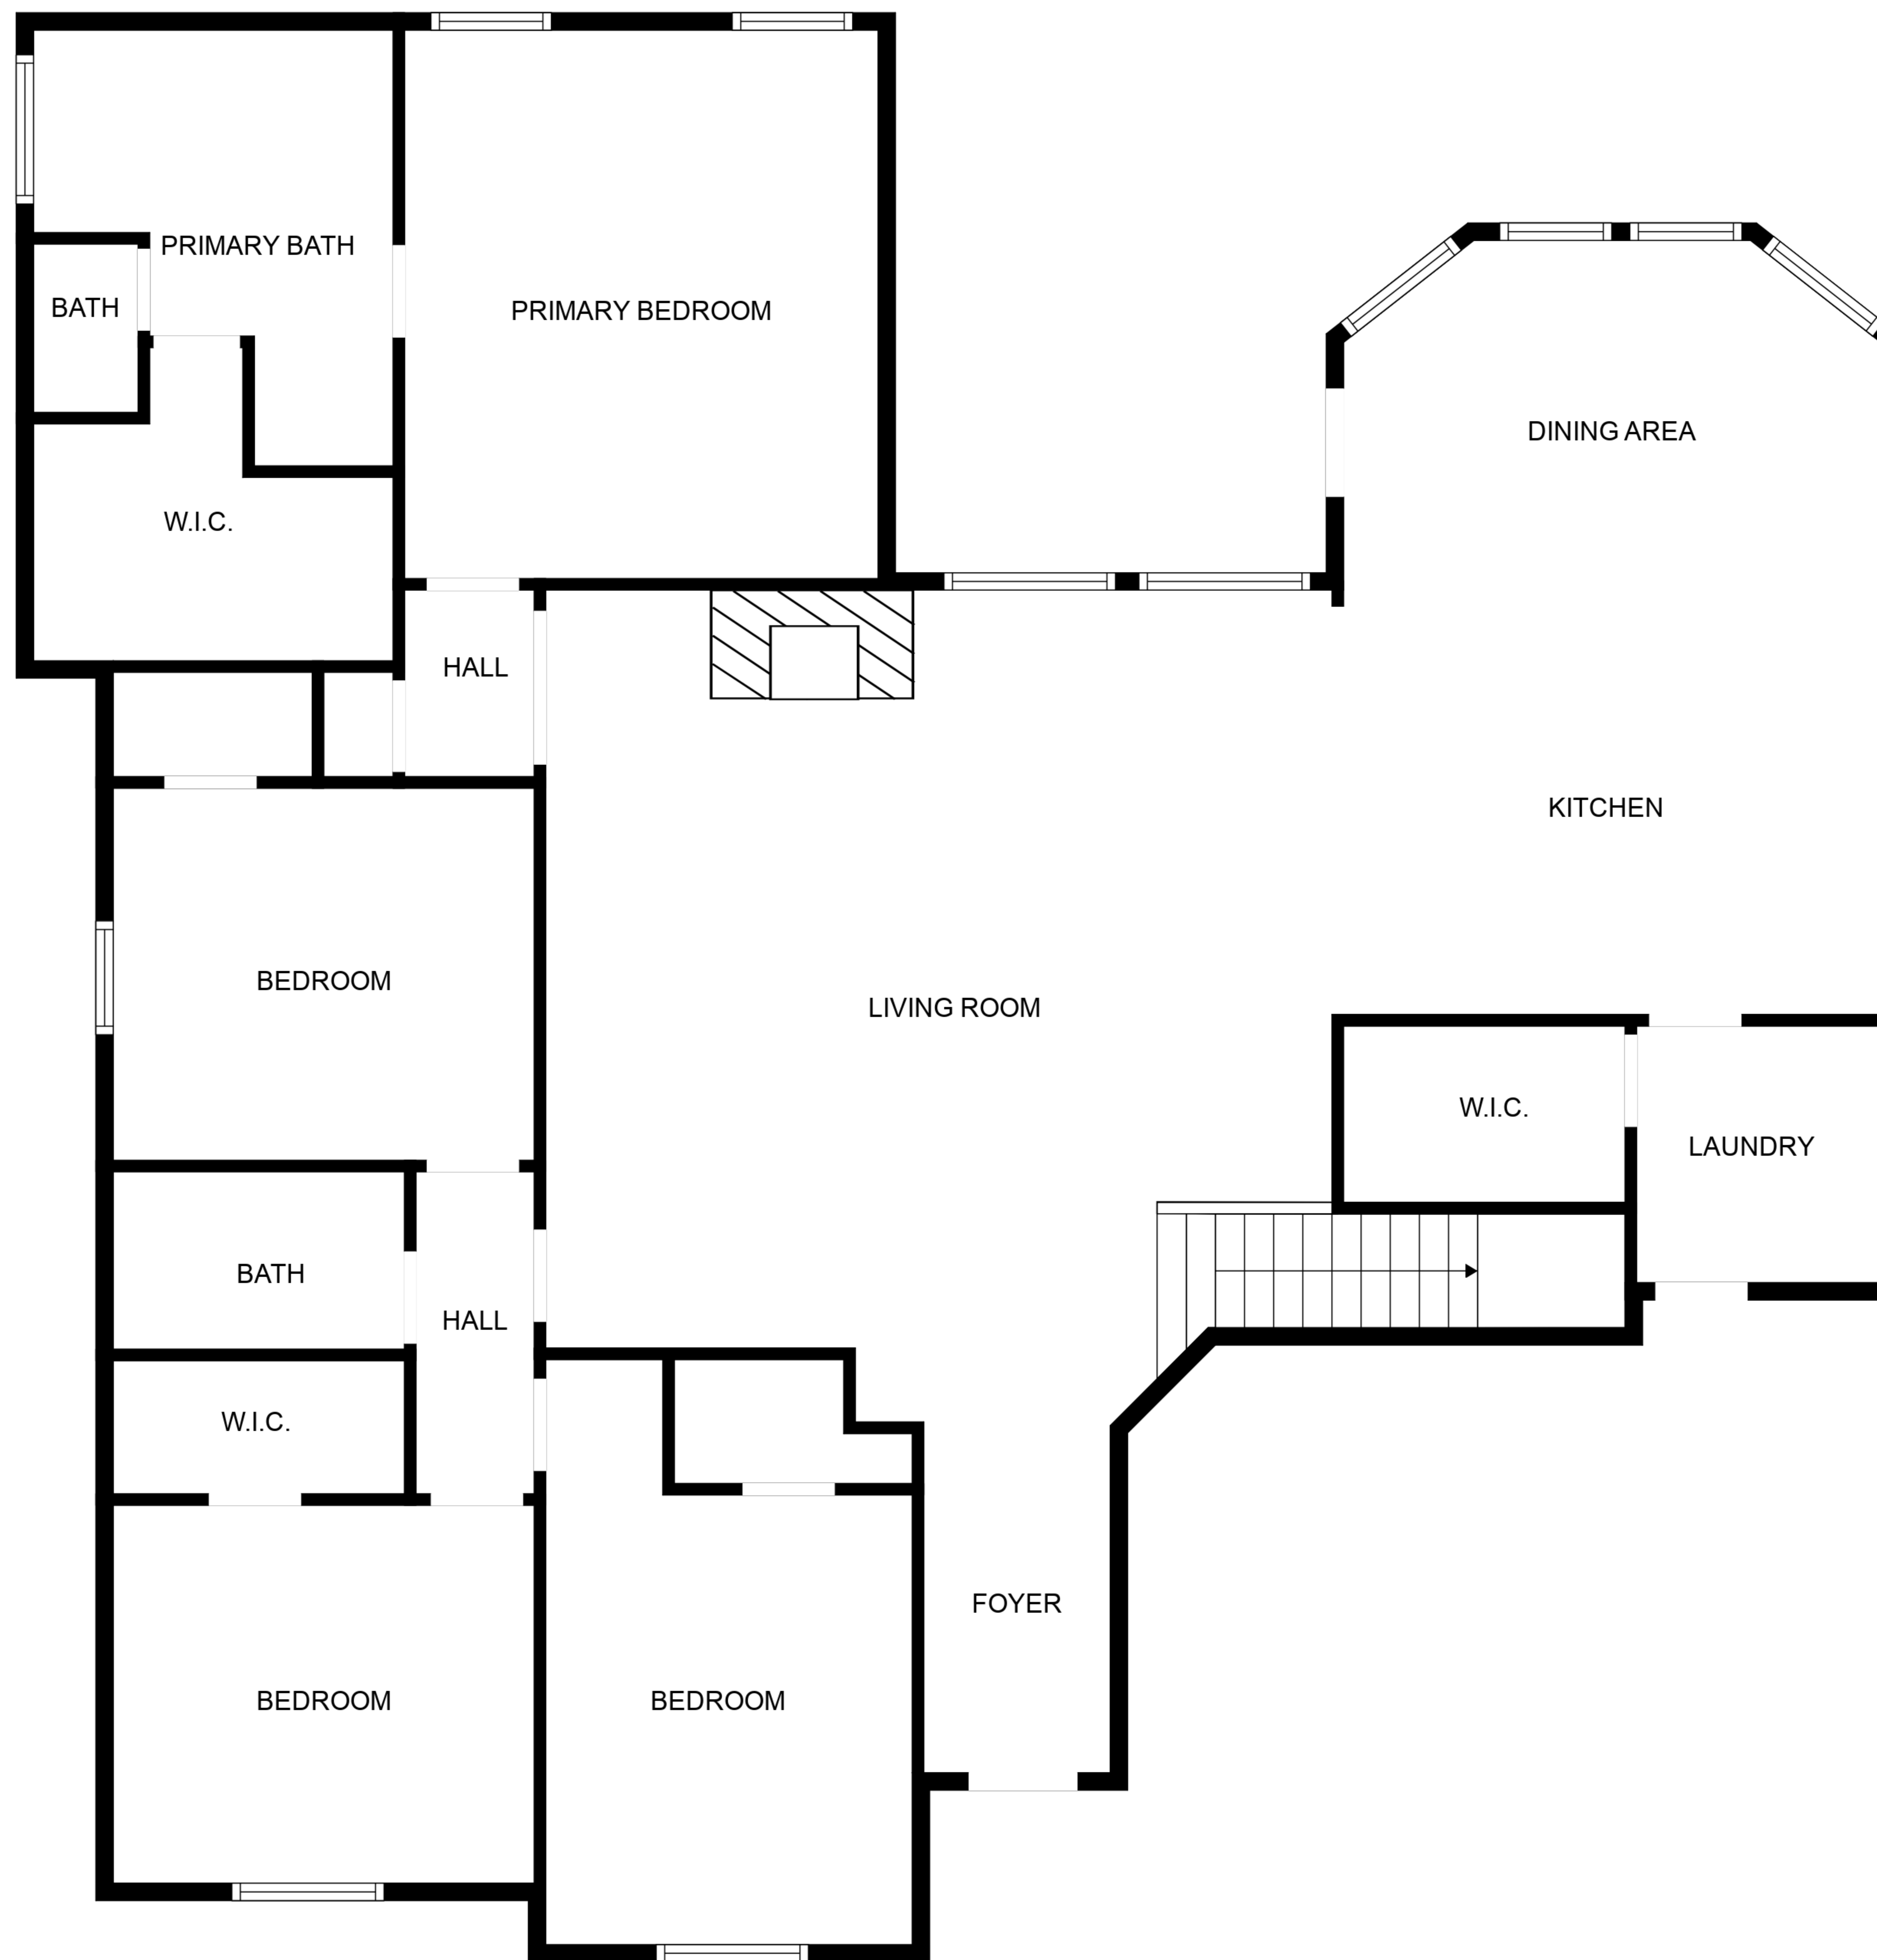 PRIMARY BATH
BATH
PRIMARY BEDROOM
DINING AREA
W.I.C.
HALL
KITCHEN
BEDROOM
LIVING ROOM
W.I.C.
LAUNDRY
BATH
HALL
W.I.C.
FOYER
BEDROOM
BEDROOM